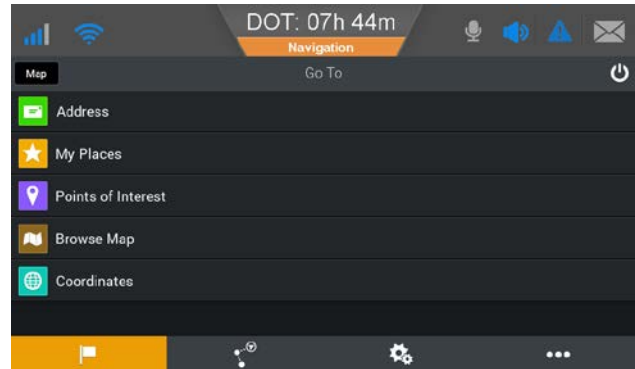 DOT: 07h 44m
Navigation
Map
Go To
Address
My Places
Points of Interest
Browse Map
Coordinates